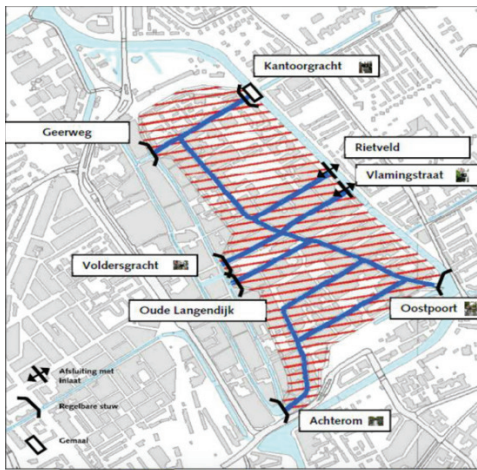 Kantoorgracht
Geerweg
Rietveld
Vlamingstraat
Voldersgracht
Oude Langendijk
Oostpoort
Afsluiting met
inlaat
Regelbare stuw
Gemaal
Achterom